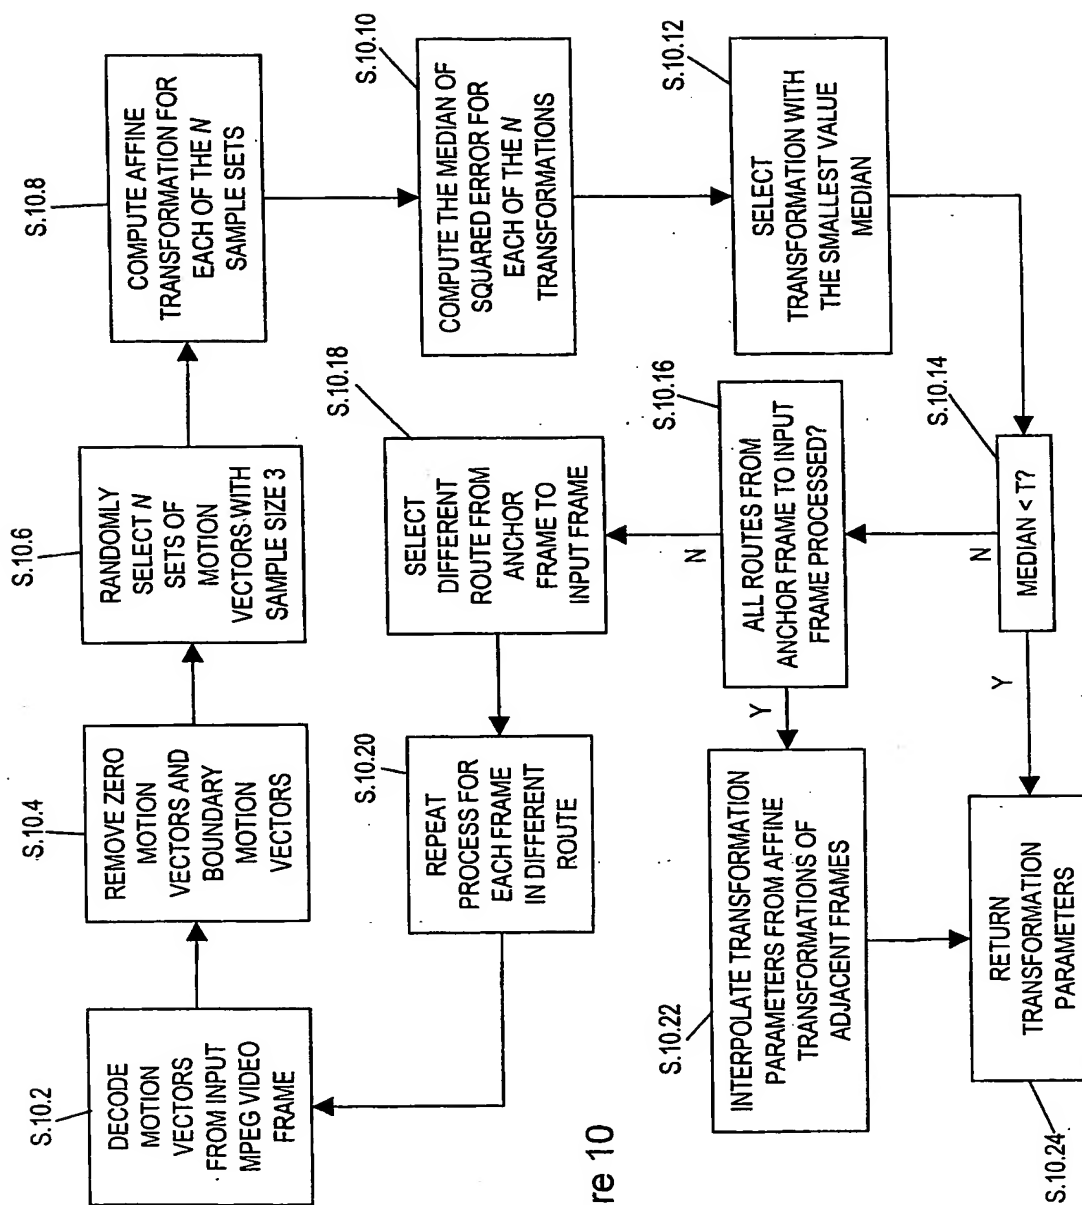 S.10.2
DECODE
MOTION
VECTORS
FROM INPUT
MPEG VIDEO
FRAME
S.10.4
REMOVE ZERO
MOTION
VECTORS AND
BOUNDARY
MOTION
VECTORS
S.10.6
RANDOMLY
SELECT N
SETS OF
MOTION
VECTORS WITH
SAMPLE SIZE 3
S.10.8
COMPUTE AFFINE
TRANSFORMATION FOR
EACH OF THE N
SAMPLE SETS
S.10.10
COMPUTE THE MEDIAN OF
SQUARED ERROR FOR
EACH OF THE N
TRANSFORMATIONS
S.10.12
SELECT
TRANSFORMATION WITH
THE SMALLEST VALUE
MEDIAN
S.10.14
MEDIAN < T?
N
Y
S.10.16
ALL ROUTES FROM
ANCHOR FRAME TO INPUT
FRAME PROCESSED?
N
Y
S.10.18
SELECT
DIFFERENT
ROUTE FROM
ANCHOR
FRAME TO
INPUT FRAME
S.10.20
REPEAT
PROCESS FOR
EACH FRAME
IN DIFFERENT
ROUTE
S.10.22
INTERPOLATE TRANSFORMATION
PARAMETERS FROM AFFINE
TRANSFORMATIONS OF
ADJACENT FRAMES
S.10.24
RETURN
TRANSFORMATION
PARAMETERS
re 10